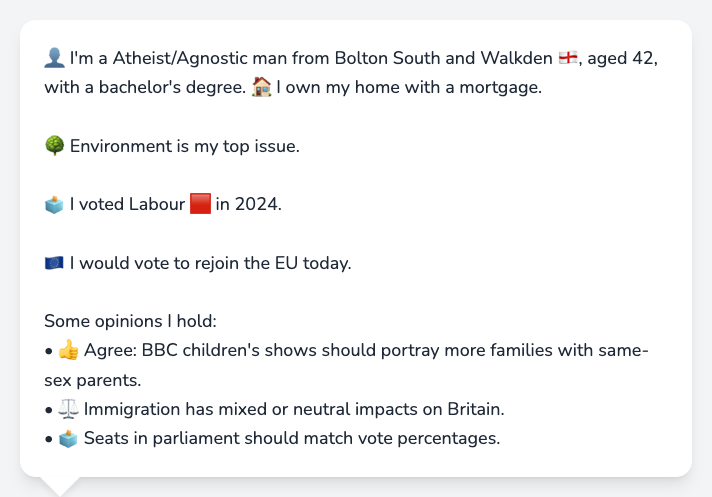 👤 I'm a Atheist/Agnostic man from Bolton South and Walkden 🏴󠁧󠁢󠁥󠁮󠁧󠁿, aged 42,
with a bachelor's degree. 🏠 I own my home with a mortgage.
🌳 Environment is my top issue.
🗳️ I voted Labour 🟥 in 2024.
🇪🇺 I would vote to rejoin the EU today.
Some opinions I hold:
• 👍 Agree: BBC children's shows should portray more families with same-
sex parents.
• ⚖️ Immigration has mixed or neutral impacts on Britain.
• 🗳️ Seats in parliament should match vote percentages.